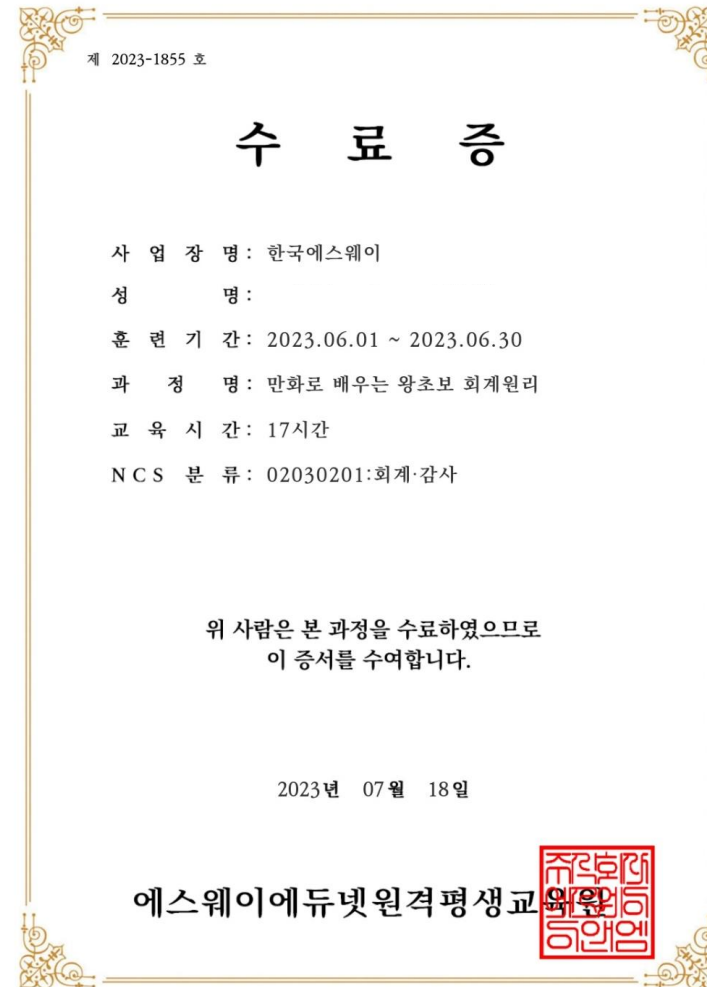 제 2023-1855 호
수 료 증
사 업 장 명 : 한국에스웨이
성 명 :
훈 련 기 간 : 2023.06.01 ~ 2023.06.30
과 정 명 : 만화로 배우는 왕초보 회계원리
교 육 시 간 : 17시간
NCS 분 류 : 02030201:회계·감사
위 사람은 본 과정을 수료하였으므로
이 증서를 수여합니다.
2023년 07월 18일
에스웨이에듀넷원격평생교육원